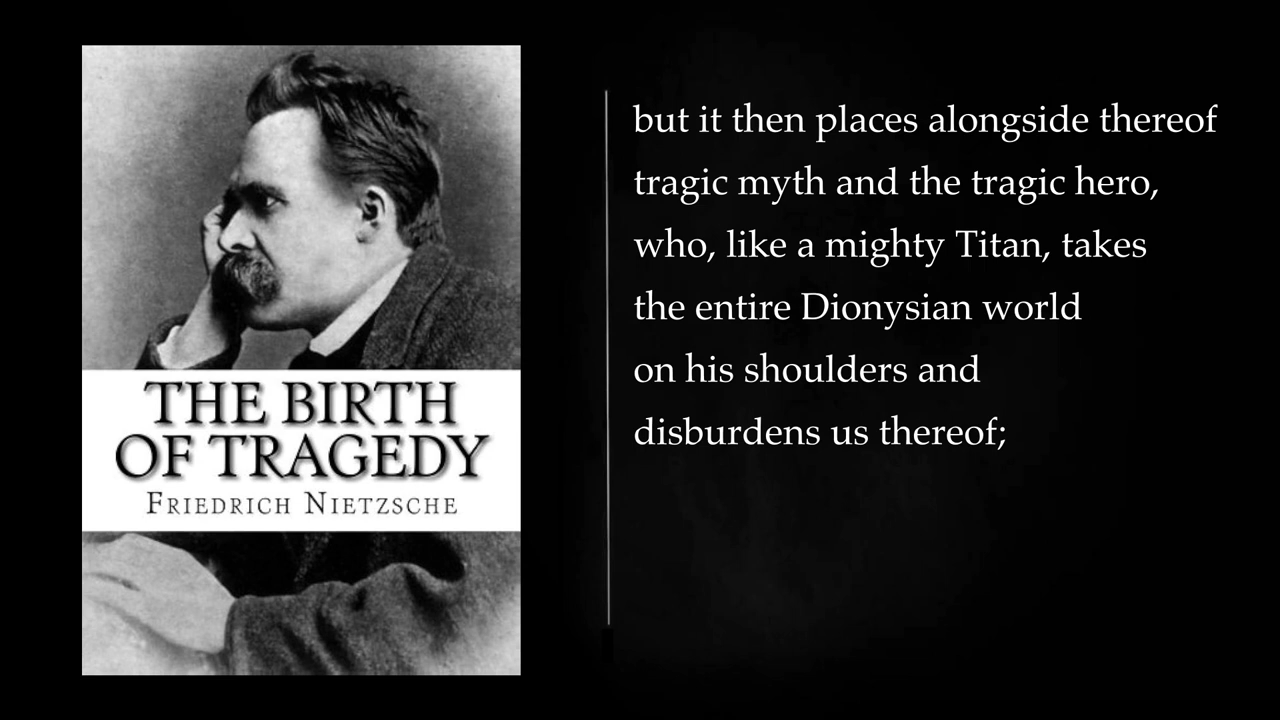 THE BIRTH
OF TRAGEDY
FRIEDRICH NIETZSCHE
but it then places alongside thereof
tragic myth and the tragic hero,
who, like a mighty Titan, takes
the entire Dionysian world
on his shoulders and
disburdens us thereof;